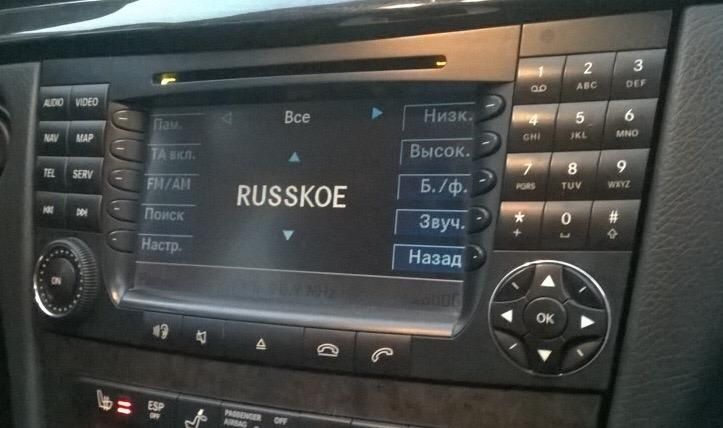 AUDIO VIDEO
NAV MAP
TEL SERV
ON
Пам.
ТА вкл.
FM/AM
Поиск
Настр.
Все
RUSSKOE
MHz
Низк.
Высок.
Б./ф.
Звуч.
Назад
1 2 ABC 3 DEF
4 GHI 5 JKL 6 MNO
7 PQRS 8 TUV 9 WXYZ
* + 0 #
OK
ESP OFF
PASSENGER AIRBAG OFF